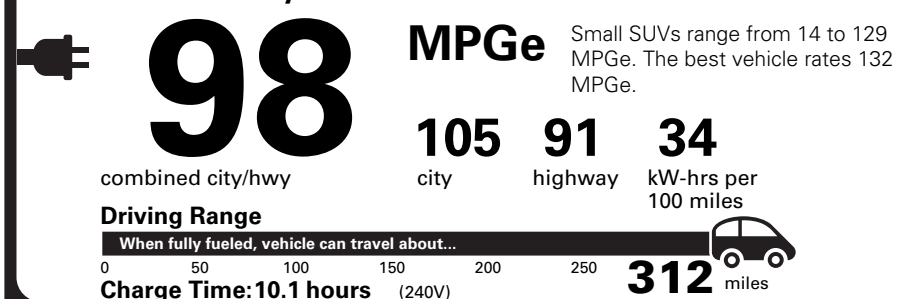 98
MPGe
Small SUVs range from 14 to 129
MPGe. The best vehicle rates 132
MPGe.
105 91 34
combined city/hwy city highway kW-hrs per
100 miles
Driving Range
When fully fueled, vehicle can travel about...
0 50 100 150 200 250 312 miles
Charge Time: 10.1 hours (240V)